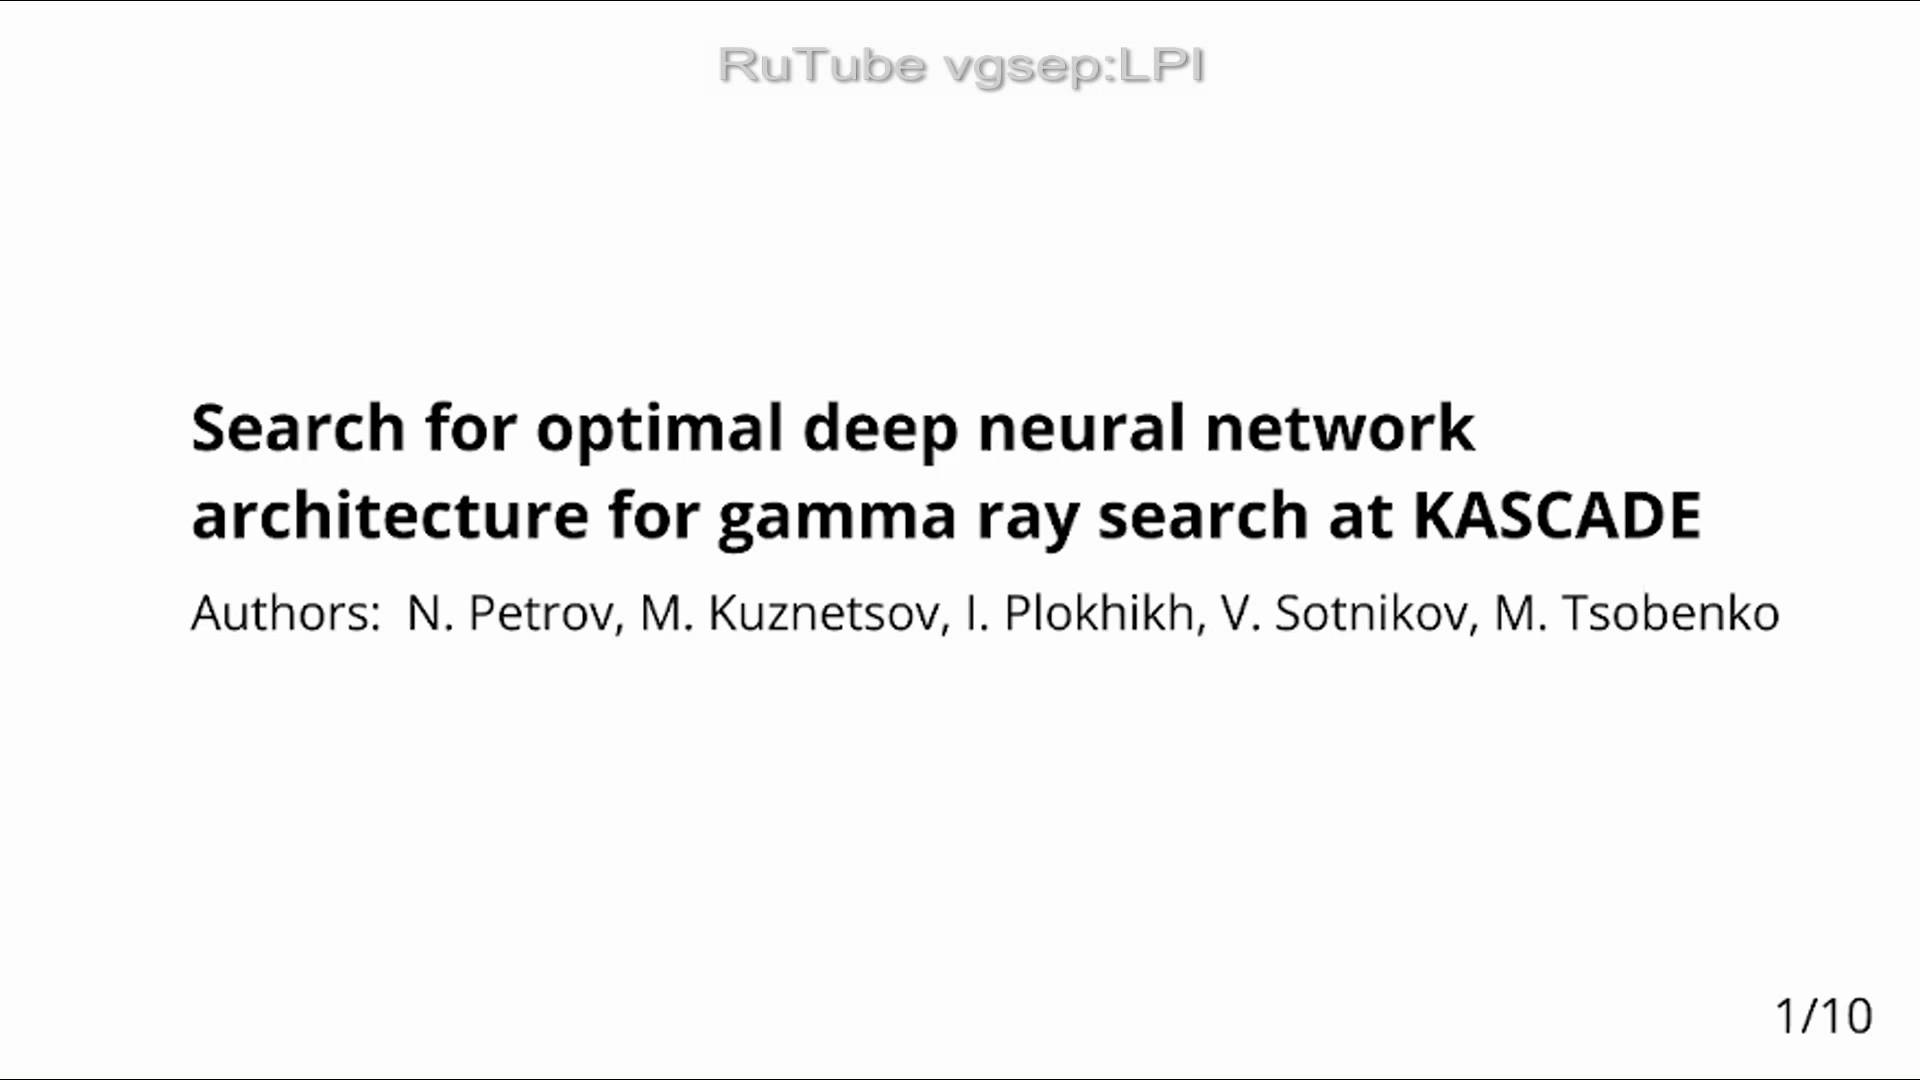 RuTube vgsep:LPI
Search for optimal deep neural network
architecture for gamma ray search at KASCADE
Authors: N. Petrov, M. Kuznetsov, I. Plokhikh, V. Sotnikov, M. Tsobenko
1/10